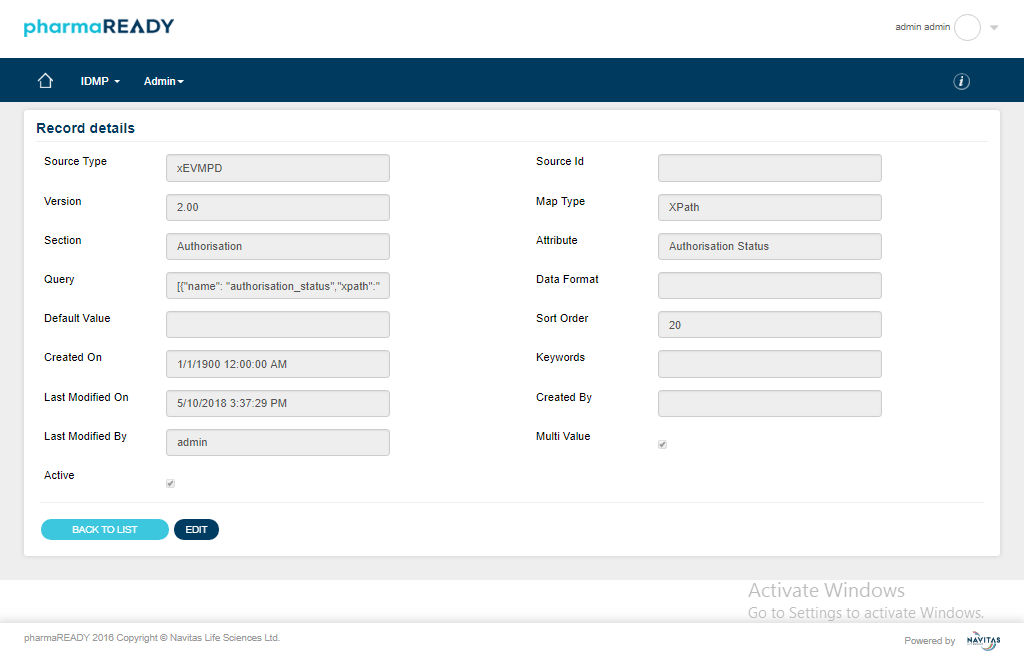 pharmaREADY
admin admin
IDMP
Admin
i
Record details
Source Type
xEVMPD
Source Id
Version
2.00
Map Type
XPath
Section
Authorisation
Attribute
Authorisation Status
Query
[{"name": "authorisation_status","xpath":"
Data Format
Default Value
Sort Order
20
Created On
1/1/1900 12:00:00 AM
Keywords
Last Modified On
5/10/2018 3:37:29 PM
Created By
Last Modified By
admin
Multi Value
Active
BACK TO LIST
EDIT
Activate Windows
Go to Settings to activate Windows.
pharmaREADY 2016 Copyright © Navitas Life Sciences Ltd.
Powered by
NAVITAS